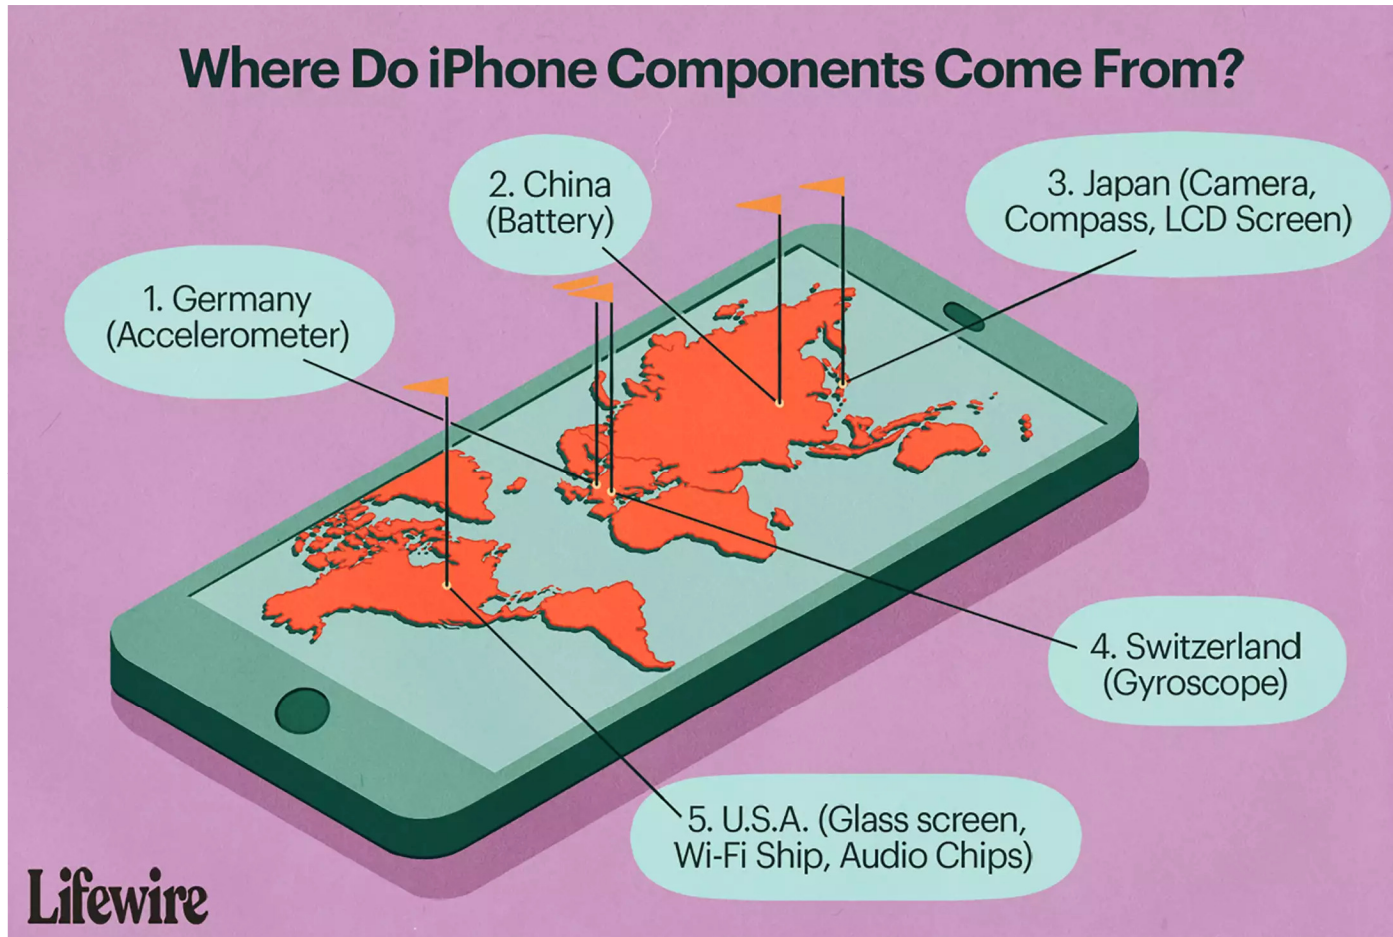 Where Do iPhone Components Come From?
2. China
(Battery)
3. Japan (Camera,
Compass, LCD Screen)
1. Germany
(Accelerometer)
4. Switzerland
(Gyroscope)
5. U.S.A. (Glass screen,
Wi-Fi Ship, Audio Chips)
Lifewire